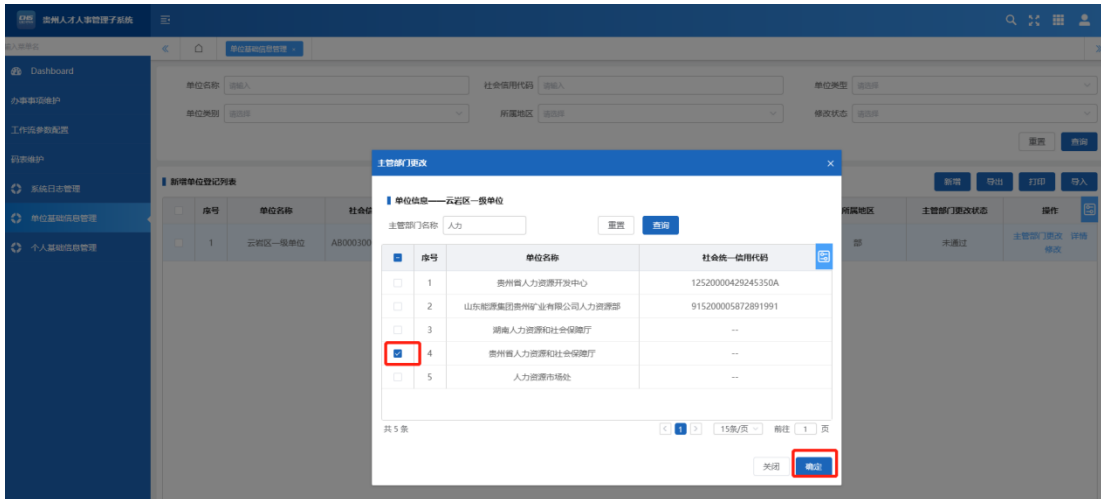 贵州人才人事管理子系统
单位基础信息管理
Dashboard
单位名称 请输入 社会信用代码 请输入 单位类型 请选择
办事事项维护
单位类别 请选择 所属地区 请选择 修改状态 请选择
工作流参数配置
重置 查询
码表维护
主管部门更改 ×
系统日志管理
新增单位登记列表
新增 导出 打印 导入
单位信息——云岩区一级单位
单位基础信息管理
序号 单位名称 社会信 所属地区 主管部门更改状态 操作
主管部门名称 人力 重置 查询
个人基础信息管理
1 云岩区一级单位 AB000300 部 未通过 主管部门更改 详情
修改
序号 单位名称 社会统一信用代码
1 贵州省人力资源开发中心 12520000429245350A
2 山东能源集团贵州矿业有限公司人力资源部 915200005872891991
3 湖南人力资源和社会保障厅 --
4 贵州省人力资源和社会保障厅 --
5 人力资源市场处 --
共 5 条 1 15条/页 前往 1 页
关闭 确定